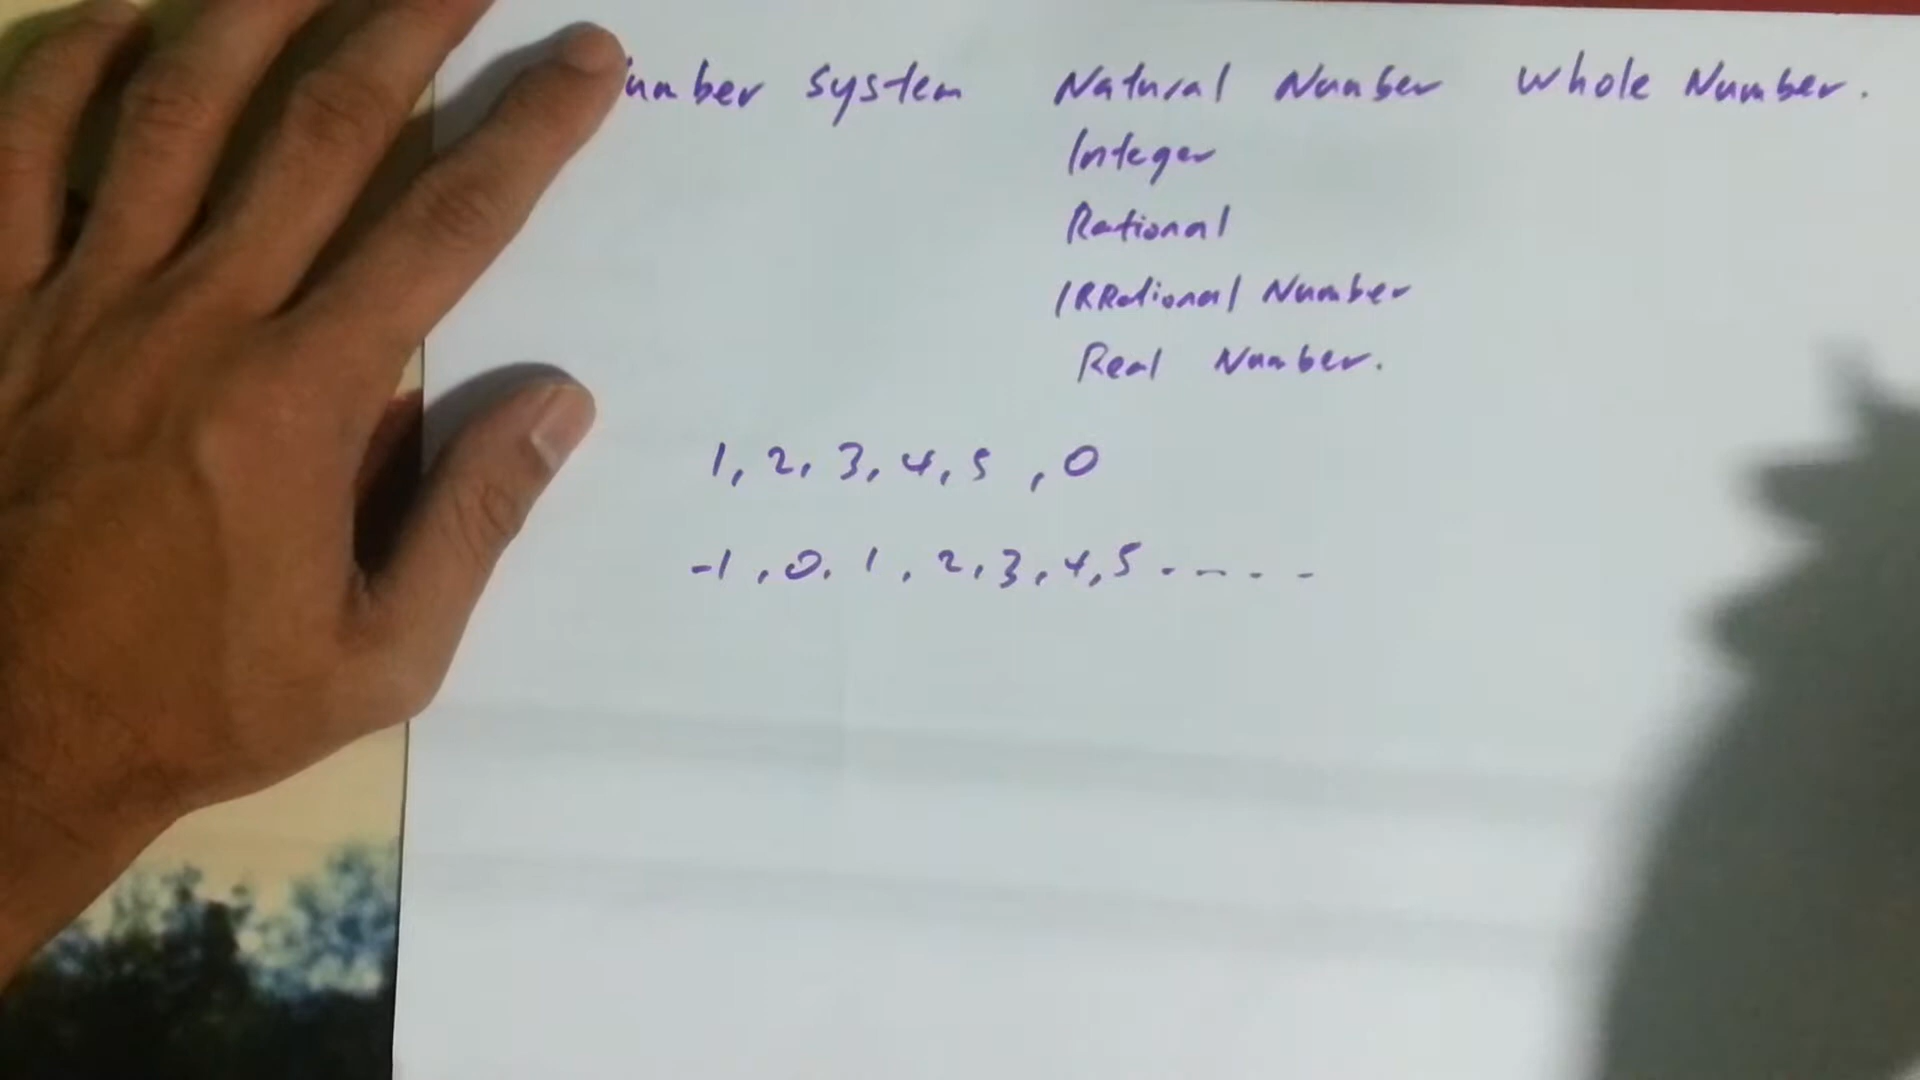 umber system Natural Number whole Number.
Integer
Rational
IRRational Number
Real Number.
1, 2, 3, 4, 5 , 0
-1 , 0, 1 , 2, 3, 4, 5 - - - -